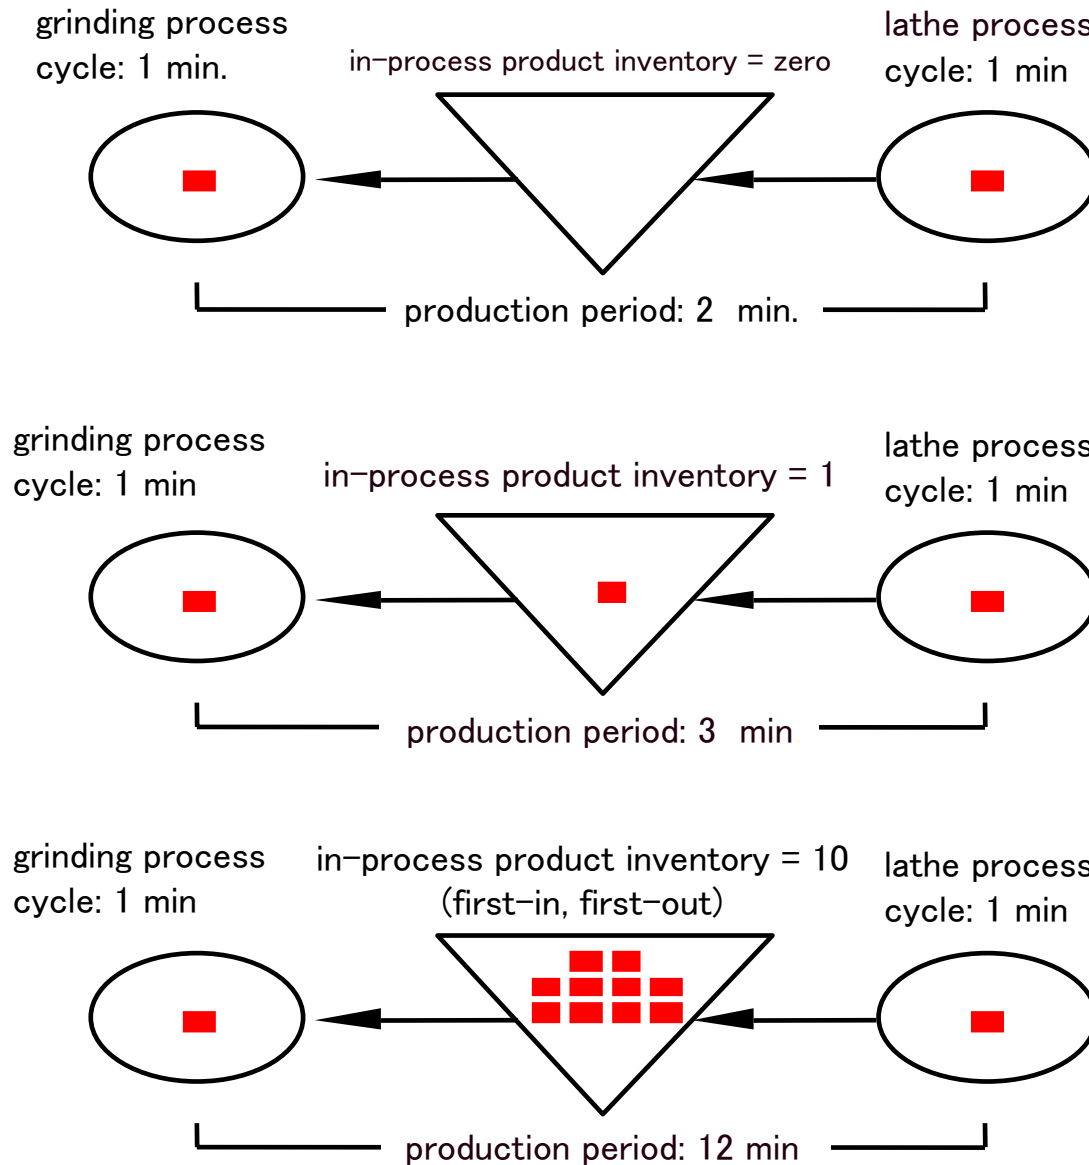 grinding process
cycle: 1 min.
in-process product inventory = zero
lathe process
cycle: 1 min
production period: 2 min.
grinding process
cycle: 1 min
in-process product inventory = 1
lathe process
cycle: 1 min
production period: 3 min
grinding process
cycle: 1 min
in-process product inventory = 10
(first-in, first-out)
lathe process
cycle: 1 min
production period: 12 min